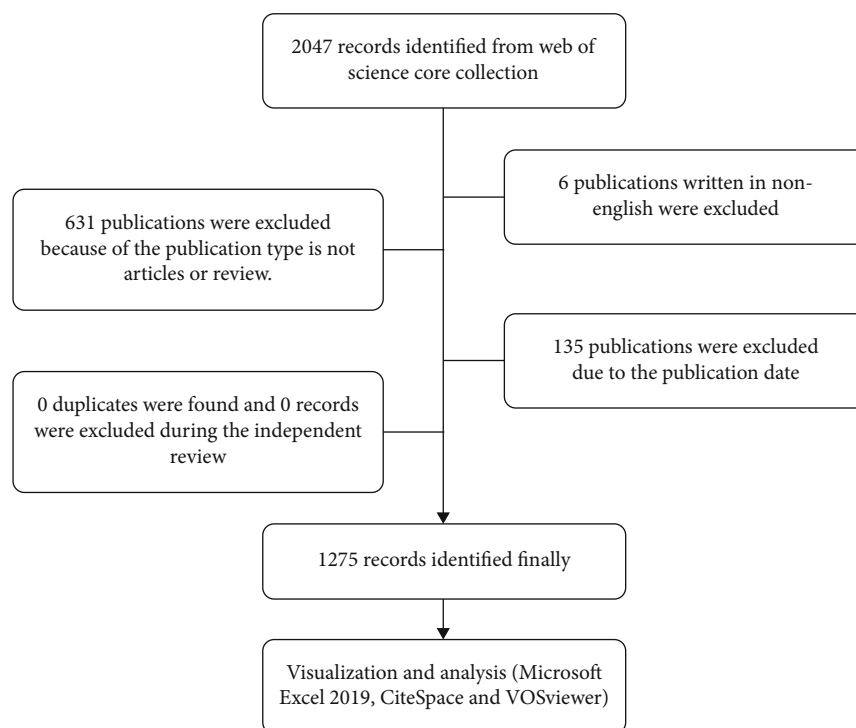 2047 records identified from web of
science core collection
6 publications written in non-
english were excluded
631 publications were excluded
because of the publication type is not
articles or review.
135 publications were excluded
due to the publication date
0 duplicates were found and 0 records
were excluded during the independent
review
1275 records identified finally
Visualization and analysis (Microsoft
Excel 2019, CiteSpace and VOSviewer)